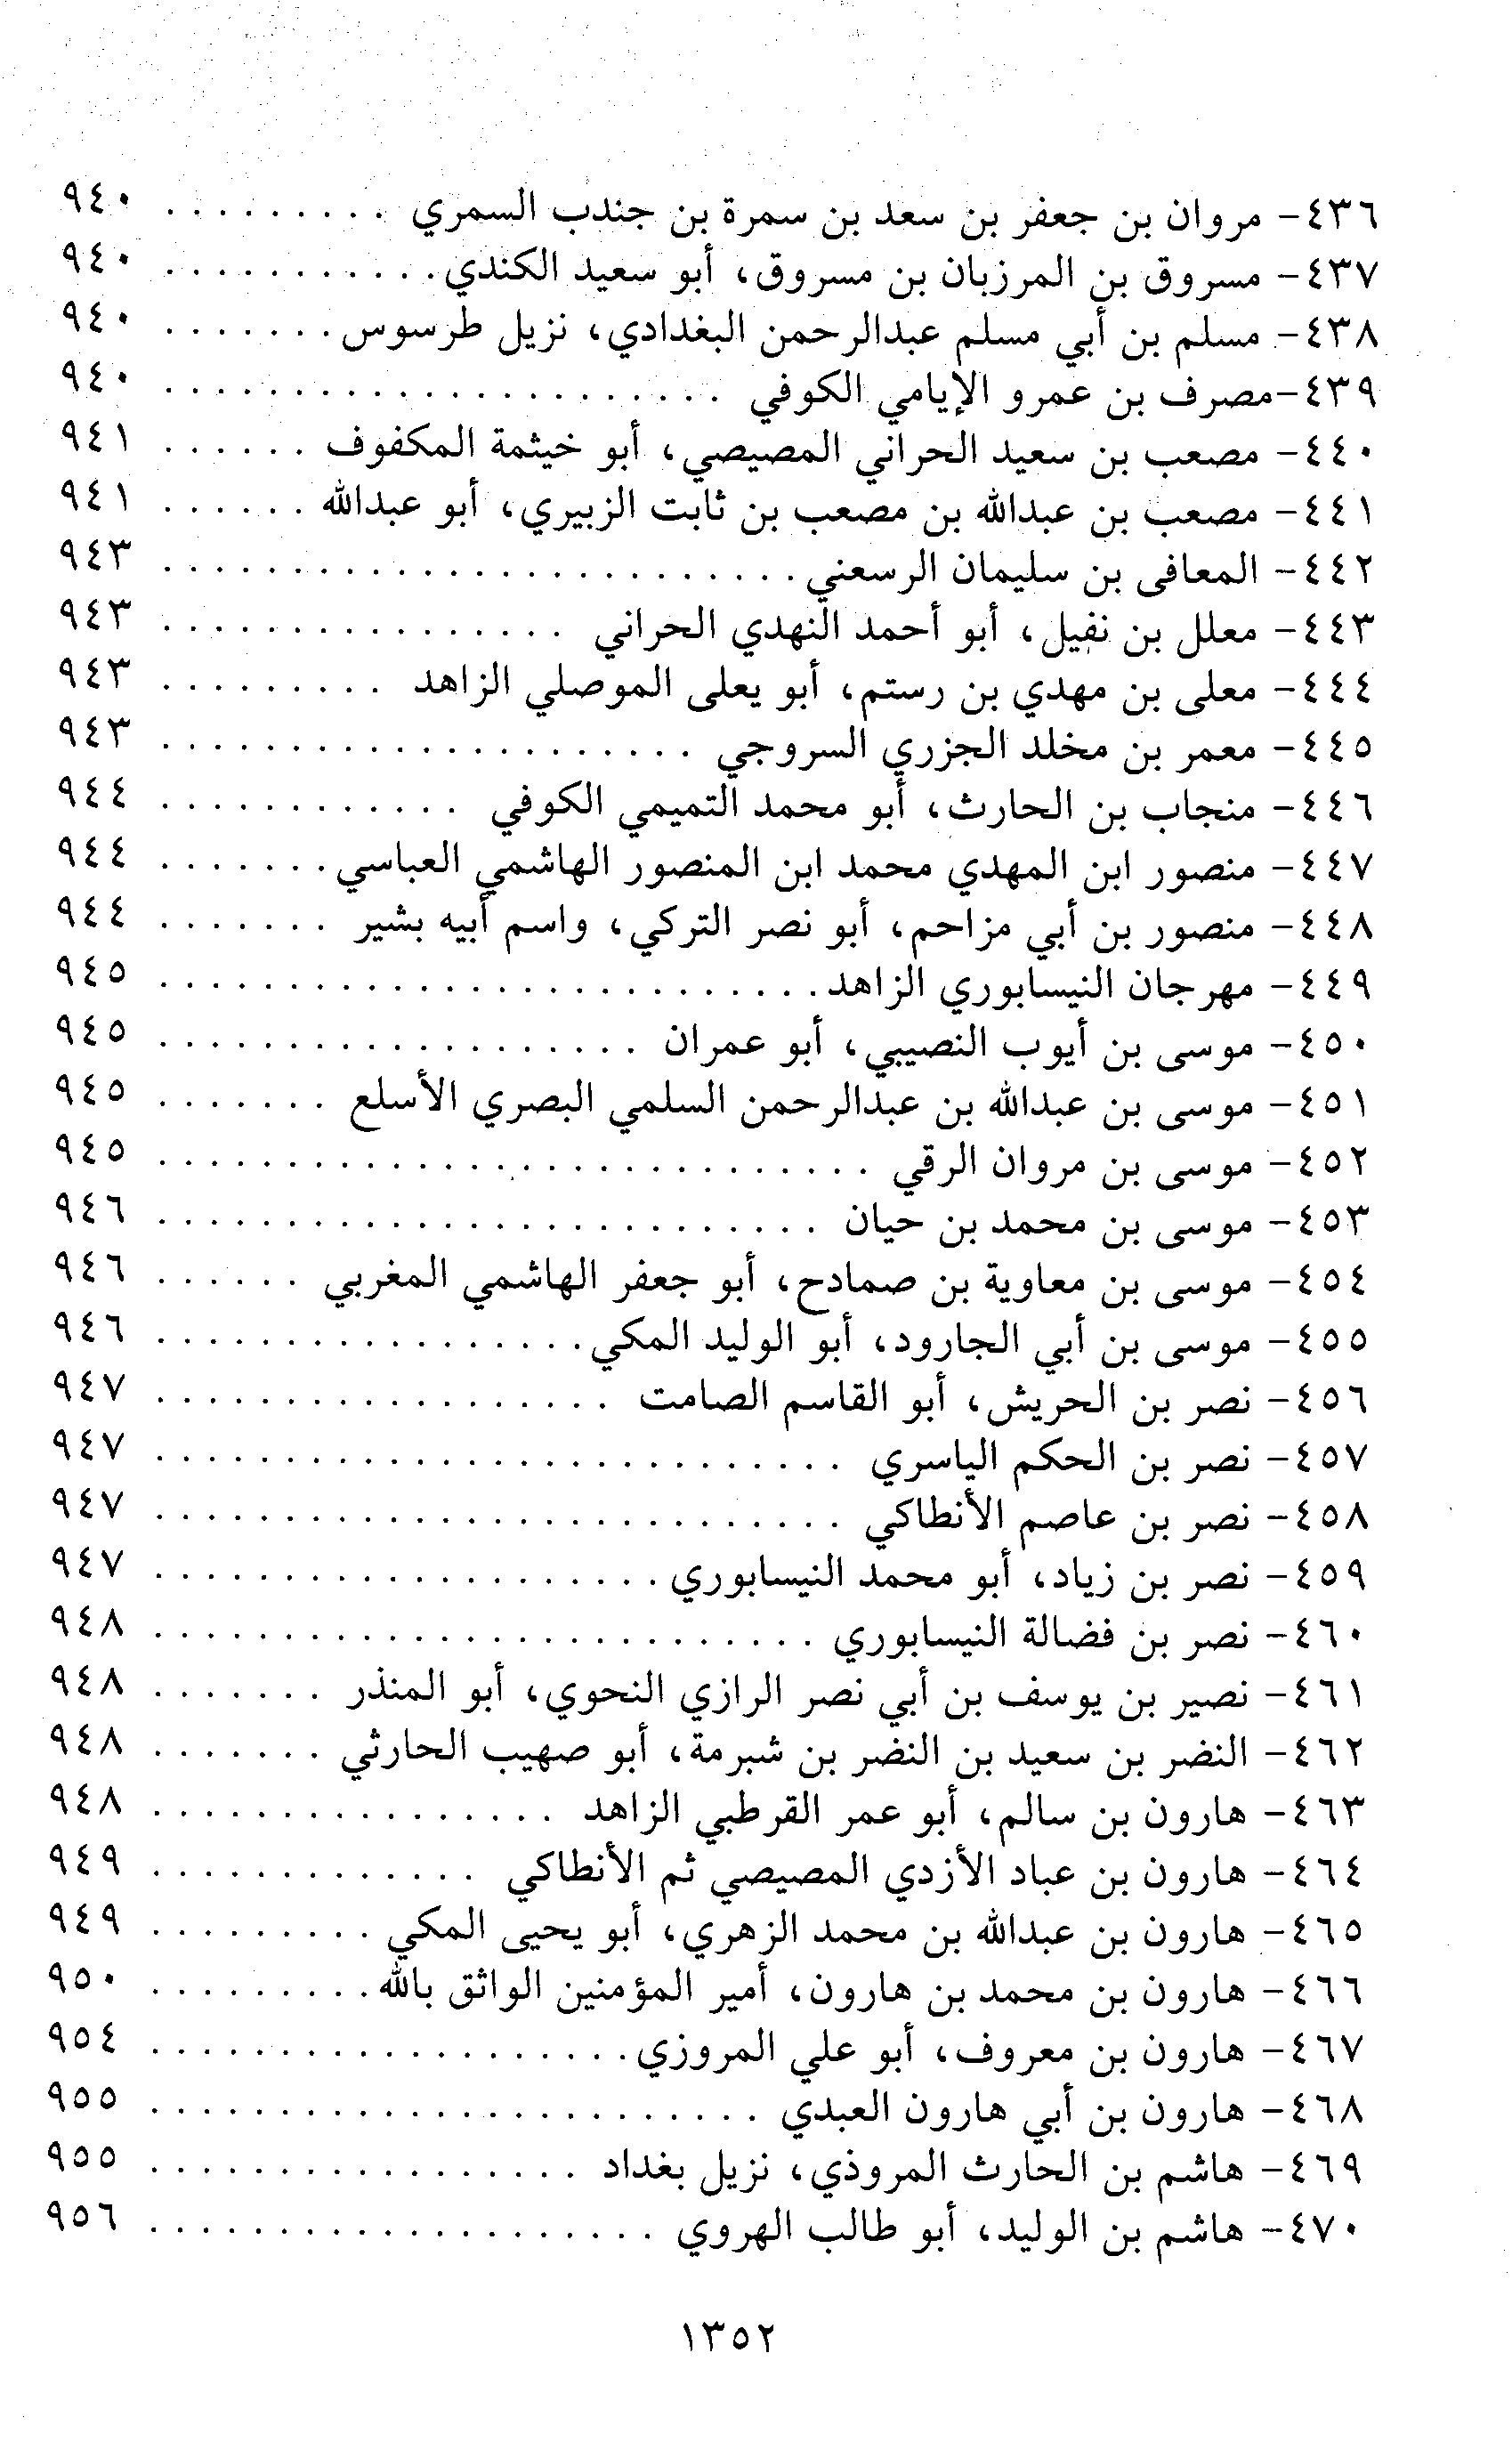 ٤٣٦- مروان بن جعفر بن سعد بن سمرة بن جندب السمري . . . . . . . . . ٩٤٠
٤٣٧- مسروق بن المرزبان بن مسروق، أبو سعيد الكندي . . . . . . . . . . . ٩٤٠
٤٣٨- مسلم بن أبي مسلم عبدالرحمن البغدادي، نزيل طرسوس . . . . . . . ٩٤٠
٤٣٩-مصرف بن عمرو الإيامي الكوفي . . . . . . . . . . . . . . . . . . . . . . ٩٤٠
٤٤٠- مصعب بن سعيد الحراني المصيصي، أبو خيثمة المكفوف . . . . . . ٩٤١
٤٤١- مصعب بن عبدالله بن مصعب بن ثابت الزبيري، أبو عبدالله . . . . . . ٩٤١
٤٤٢- المعافى بن سليمان الرسعني . . . . . . . . . . . . . . . . . . . . . . . . . ٩٤٣
٤٤٣- معلل بن نفيل، أبو أحمد النهدي الحراني . . . . . . . . . . . . . . . . ٩٤٣
٤٤٤- معلى بن مهدي بن رستم، أبو يعلى الموصلي الزاهد . . . . . . . . . ٩٤٣
٤٤٥- معمر بن مخلد الجزري السروجي . . . . . . . . . . . . . . . . . . . . . ٩٤٣
٤٤٦- منجاب بن الحارث، أبو محمد التميمي الكوفي . . . . . . . . . . . . ٩٤٤
٤٤٧- منصور ابن المهدي محمد ابن المنصور الهاشمي العباسي . . . . . . . ٩٤٤
٤٤٨- منصور بن أبي مزاحم، أبو نصر التركي، واسم أبيه بشير . . . . . . . ٩٤٤
٤٤٩- مهرجان النيسابوري الزاهد . . . . . . . . . . . . . . . . . . . . . . . . . . ٩٤٥
٤٥٠- موسى بن أيوب النصيبي، أبو عمران . . . . . . . . . . . . . . . . . . . ٩٤٥
٤٥١- موسى بن عبدالله بن عبدالرحمن السلمي البصري الأسلع . . . . . . . ٩٤٥
٤٥٢- موسى بن مروان الرقي . . . . . . . . . . . . . . . . . . . . . . . . . . . . ٩٤٥
٤٥٣- موسى بن محمد بن حيان . . . . . . . . . . . . . . . . . . . . . . . . . . ٩٤٦
٤٥٤- موسى بن معاوية بن صمادح، أبو جعفر الهاشمي المغربي . . . . . . ٩٤٦
٤٥٥- موسى بن أبي الجارود، أبو الوليد المكي . . . . . . . . . . . . . . . . . ٩٤٦
٤٥٦- نصر بن الحريش، أبو القاسم الصامت . . . . . . . . . . . . . . . . . . ٩٤٧
٤٥٧- نصر بن الحكم الياسري . . . . . . . . . . . . . . . . . . . . . . . . . . . ٩٤٧
٤٥٨- نصر بن عاصم الأنطاكي . . . . . . . . . . . . . . . . . . . . . . . . . . . ٩٤٧
٤٥٩- نصر بن زياد، أبو محمد النيسابوري . . . . . . . . . . . . . . . . . . . . ٩٤٧
٤٦٠- نصر بن فضالة النيسابوري . . . . . . . . . . . . . . . . . . . . . . . . . . ٩٤٨
٤٦١- نصير بن يوسف بن أبي نصر الرازي النحوي، أبو المنذر . . . . . . . ٩٤٨
٤٦٢- النضر بن سعيد بن النضر بن شبرمة، أبو صهيب الحارثي . . . . . . . ٩٤٨
٤٦٣- هارون بن سالم، أبو عمر القرطبي الزاهد . . . . . . . . . . . . . . . . ٩٤٨
٤٦٤- هارون بن عباد الأزدي المصيصي ثم الأنطاكي . . . . . . . . . . . . . ٩٤٩
٤٦٥- هارون بن عبدالله بن محمد الزهري، أبو يحيى المكي . . . . . . . . . ٩٤٩
٤٦٦- هارون بن محمد بن هارون، أمير المؤمنين الواثق بالله . . . . . . . . . ٩٥٠
٤٦٧- هارون بن معروف، أبو علي المروزي . . . . . . . . . . . . . . . . . . . ٩٥٤
٤٦٨- هارون بن أبي هارون العبدي . . . . . . . . . . . . . . . . . . . . . . . . ٩٥٥
٤٦٩- هاشم بن الحارث المروذي، نزيل بغداد . . . . . . . . . . . . . . . . . ٩٥٥
٤٧٠- هاشم بن الوليد، أبو طالب الهروي . . . . . . . . . . . . . . . . . . . . ٩٥٦
١٣٥٢